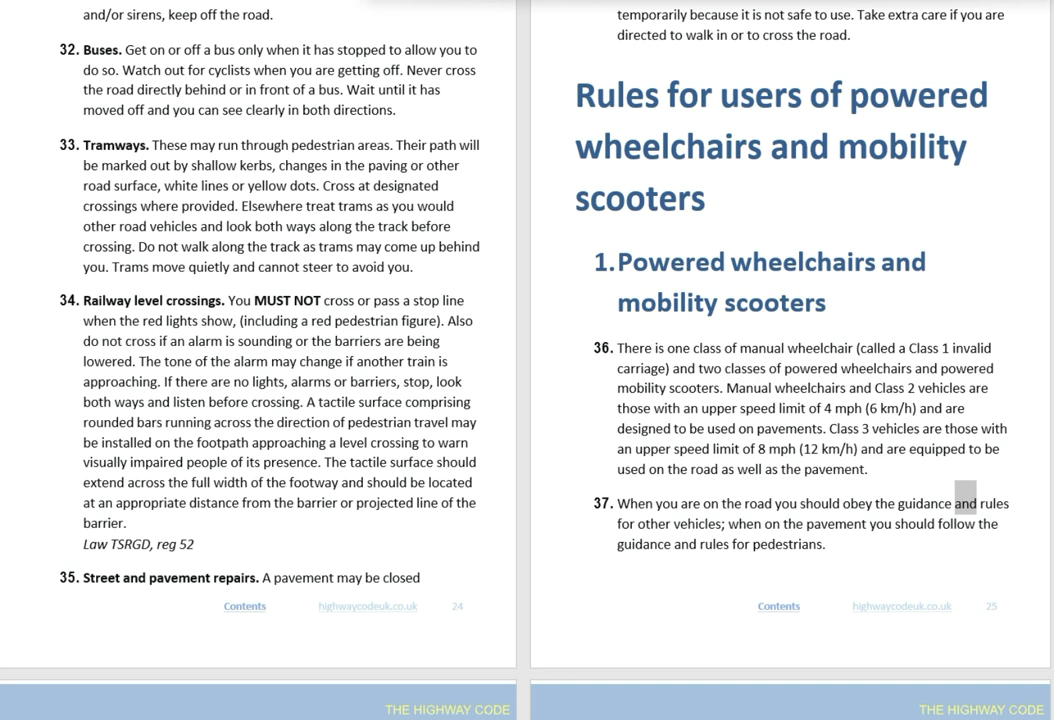 and/or sirens, keep off the road.
32. Buses. Get on or off a bus only when it has stopped to allow you to
do so. Watch out for cyclists when you are getting off. Never cross
the road directly behind or in front of a bus. Wait until it has
moved off and you can see clearly in both directions.
33. Tramways. These may run through pedestrian areas. Their path will
be marked out by shallow kerbs, changes in the paving or other
road surface, white lines or yellow dots. Cross at designated
crossings where provided. Elsewhere treat trams as you would
other road vehicles and look both ways along the track before
crossing. Do not walk along the track as trams may come up behind
you. Trams move quietly and cannot steer to avoid you.
34. Railway level crossings. You MUST NOT cross or pass a stop line
when the red lights show, (including a red pedestrian figure). Also
do not cross if an alarm is sounding or the barriers are being
lowered. The tone of the alarm may change if another train is
approaching. If there are no lights, alarms or barriers, stop, look
both ways and listen before crossing. A tactile surface comprising
rounded bars running across the direction of pedestrian travel may
be installed on the footpath approaching a level crossing to warn
visually impaired people of its presence. The tactile surface should
extend across the full width of the footway and should be located
at an appropriate distance from the barrier or projected line of the
barrier.
Law TSRGD, reg 52
35. Street and pavement repairs. A pavement may be closed
Contents highwaycodeuk.co.uk 24
THE HIGHWAY CODE
temporarily because it is not safe to use. Take extra care if you are
directed to walk in or to cross the road.
Rules for users of powered
wheelchairs and mobility
scooters
1. Powered wheelchairs and
mobility scooters
36. There is one class of manual wheelchair (called a Class 1 invalid
carriage) and two classes of powered wheelchairs and powered
mobility scooters. Manual wheelchairs and Class 2 vehicles are
those with an upper speed limit of 4 mph (6 km/h) and are
designed to be used on pavements. Class 3 vehicles are those with
an upper speed limit of 8 mph (12 km/h) and are equipped to be
used on the road as well as the pavement.
37. When you are on the road you should obey the guidance and rules
for other vehicles; when on the pavement you should follow the
guidance and rules for pedestrians.
Contents highwaycodeuk.co.uk 25
THE HIGHWAY CODE